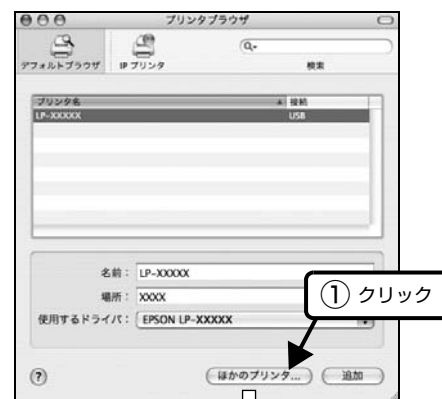 プリンタブラウザ
デフォルトブラウザ IP プリンタ 検索
プリンタ名 接続
LP-XXXXX USB
名前： LP-XXXXX
場所： XXXX
① クリック
使用するドライバ： EPSON LP-XXXXX
? ほかのプリンタ... 追加